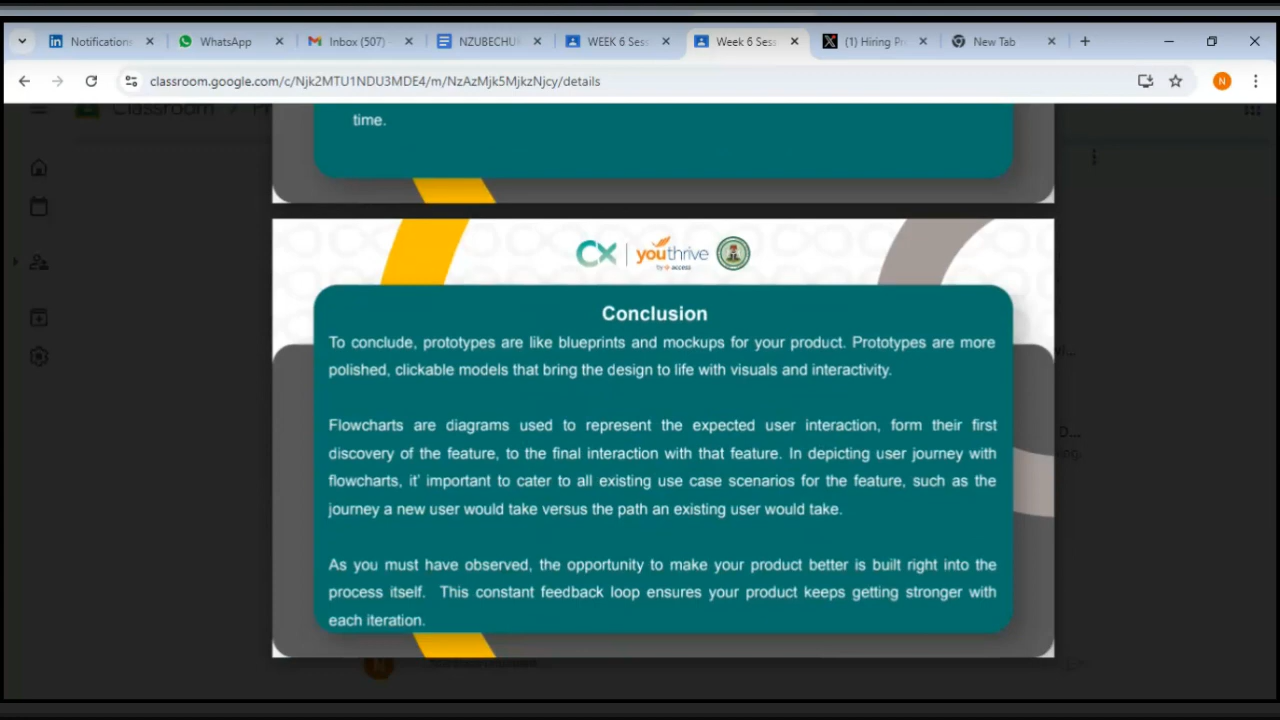 Notifications
WhatsApp
Inbox (507)
NZUBECHU
WEEK 6 Sess
Week 6 Sess
(1) Hiring Pr
New Tab
classroom.google.com/c/Njk2MTU1NDU3MDE4/m/NzAzMjk5MjkzNjcy/details
N
Classroom
time.
CX | youthrive
by access
Conclusion
To conclude, prototypes are like blueprints and mockups for your product. Prototypes are more
polished, clickable models that bring the design to life with visuals and interactivity.
Flowcharts are diagrams used to represent the expected user interaction, form their first
discovery of the feature, to the final interaction with that feature. In depicting user journey with
flowcharts, it' important to cater to all existing use case scenarios for the feature, such as the
journey a new user would take versus the path an existing user would take.
As you must have observed, the opportunity to make your product better is built right into the
process itself. This constant feedback loop ensures your product keeps getting stronger with
each iteration.